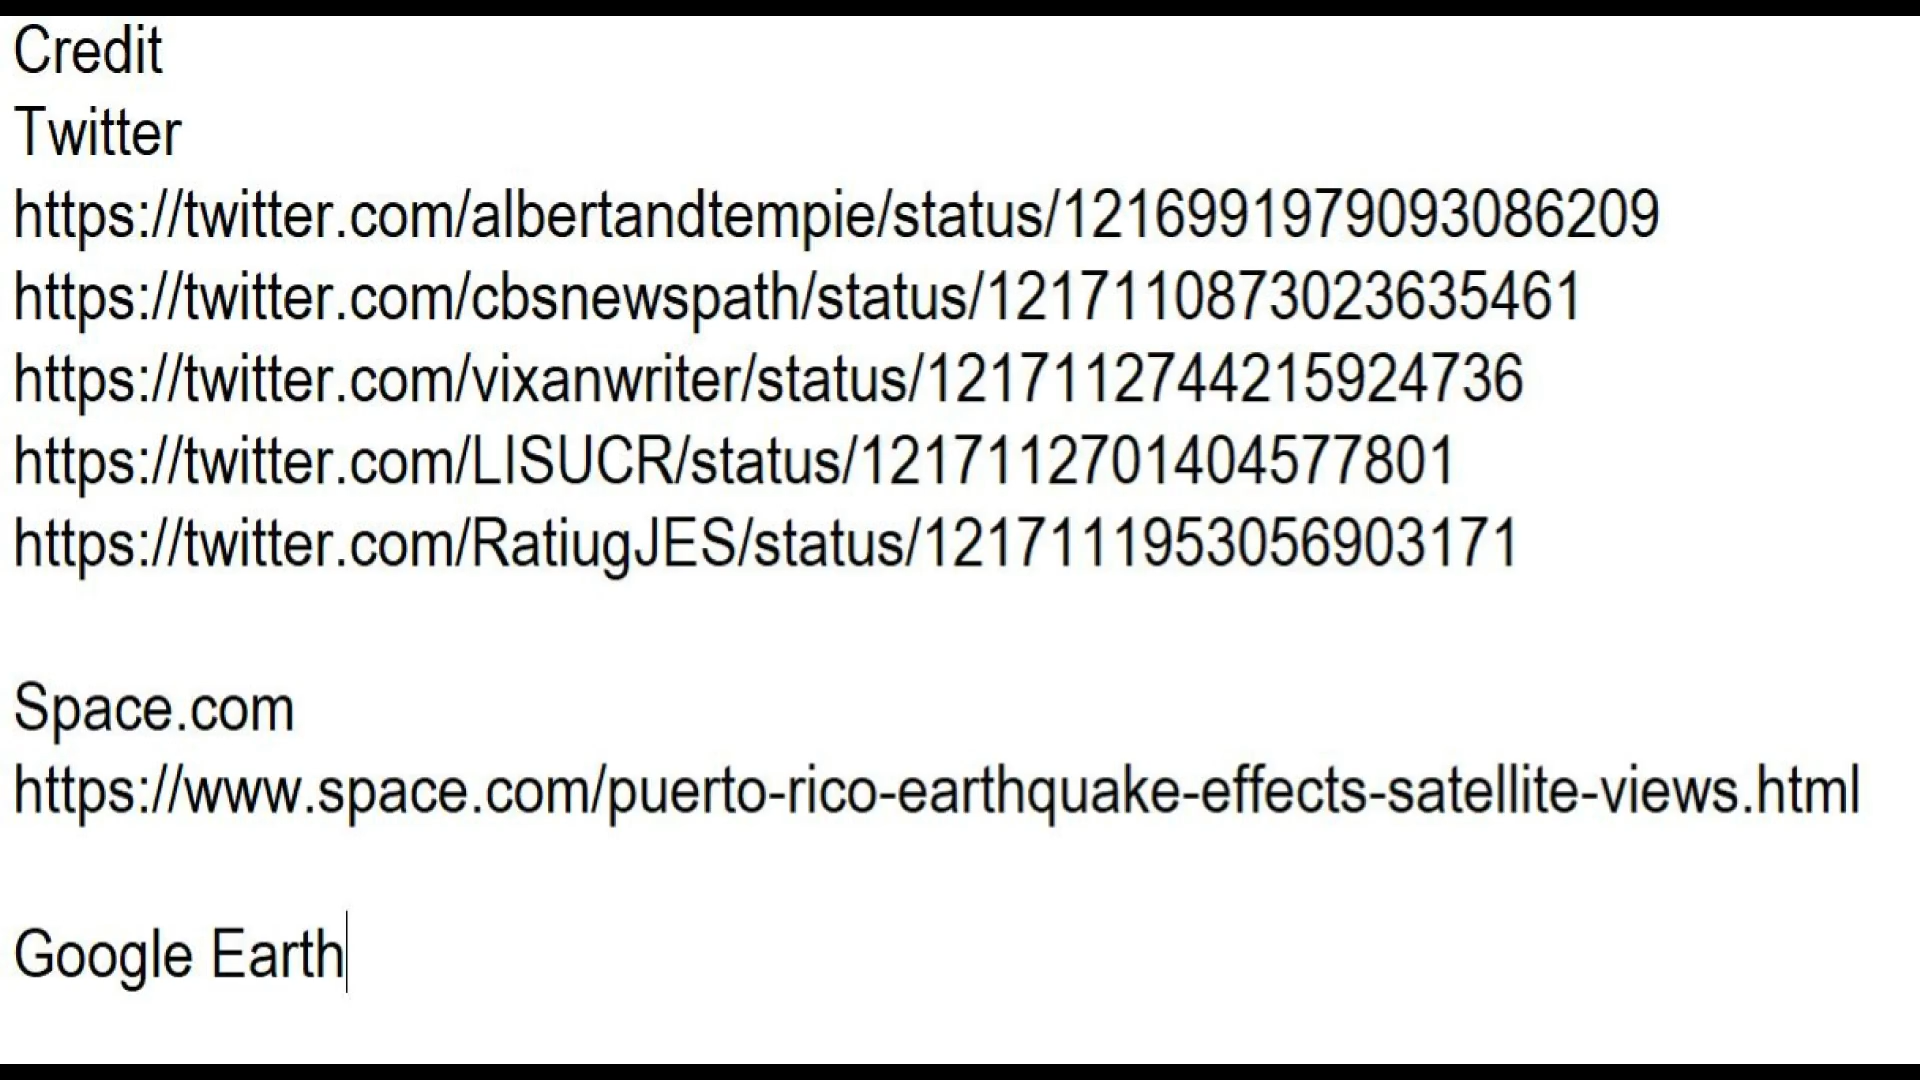 Credit
Twitter
https://twitter.com/albertandtempie/status/1216991979093086209
https://twitter.com/cbsnewspath/status/1217110873023635461
https://twitter.com/vixanwriter/status/1217112744215924736
https://twitter.com/LISUCR/status/1217112701404577801
https://twitter.com/RatiugJES/status/1217111953056903171
Space.com
https://www.space.com/puerto-rico-earthquake-effects-satellite-views.html
Google Earth